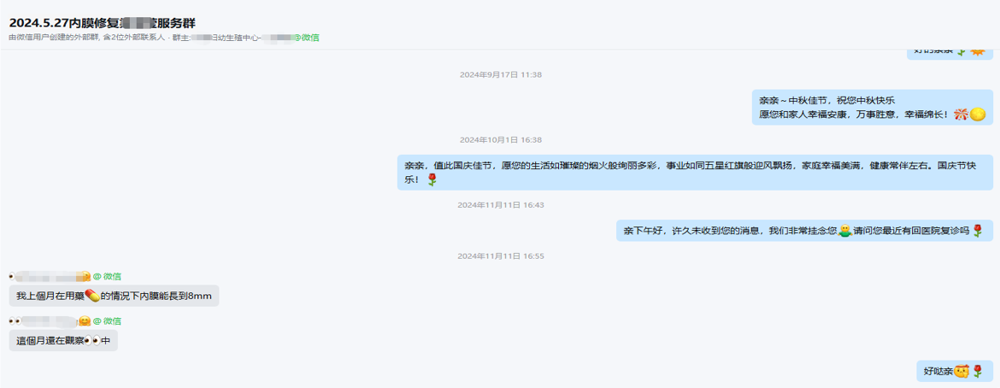 2024.5.27内膜修复 服务群
由微信用户创建的外部群, 含2位外部联系人 · 群主: 妇幼生殖中心- @微信
好的亲亲
2024年9月17日 11:38
亲亲～中秋佳节，祝您中秋快乐
愿您和家人幸福安康，万事胜意，幸福绵长！
2024年10月1日 16:38
亲亲，值此国庆佳节，愿您的生活如璀璨的烟火般绚丽多彩，事业如同五星红旗般迎风飘扬，家庭幸福美满，健康常伴左右。国庆节快
乐！🌹
2024年11月11日 16:43
亲下午好，许久未收到您的消息，我们非常挂念您 请问您最近有回医院复诊吗🌹
2024年11月11日 16:55
@微信
我上個月在用藥💊的情況下內膜能長到8mm
@微信
這個月還在觀察👀中
好哒亲🌹